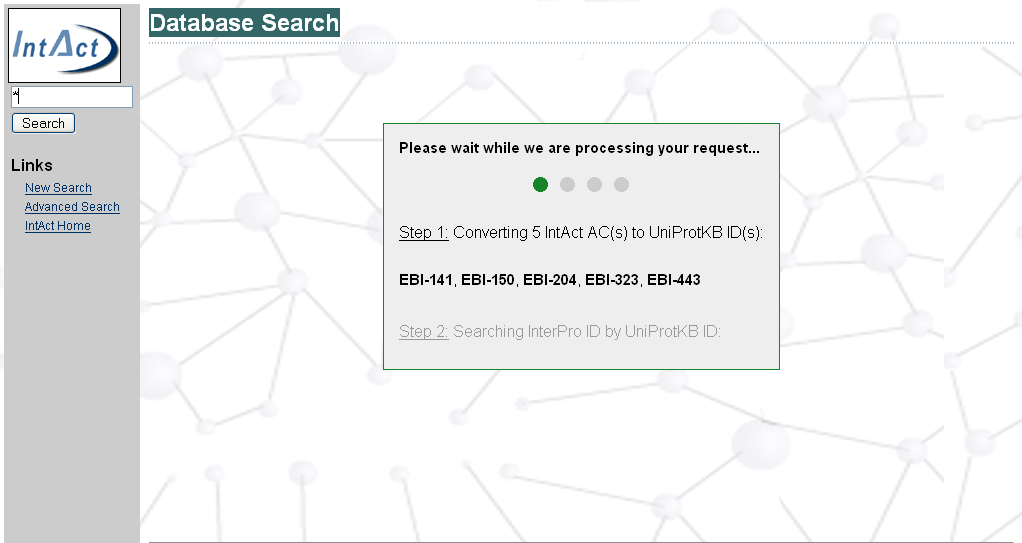 IntAct
*
Search
Links
New Search
Advanced Search
IntAct Home
Database Search
Please wait while we are processing your request...
Step 1: Converting 5 IntAct AC(s) to UniProtKB ID(s):
EBI-141, EBI-150, EBI-204, EBI-323, EBI-443
Step 2: Searching InterPro ID by UniProtKB ID: